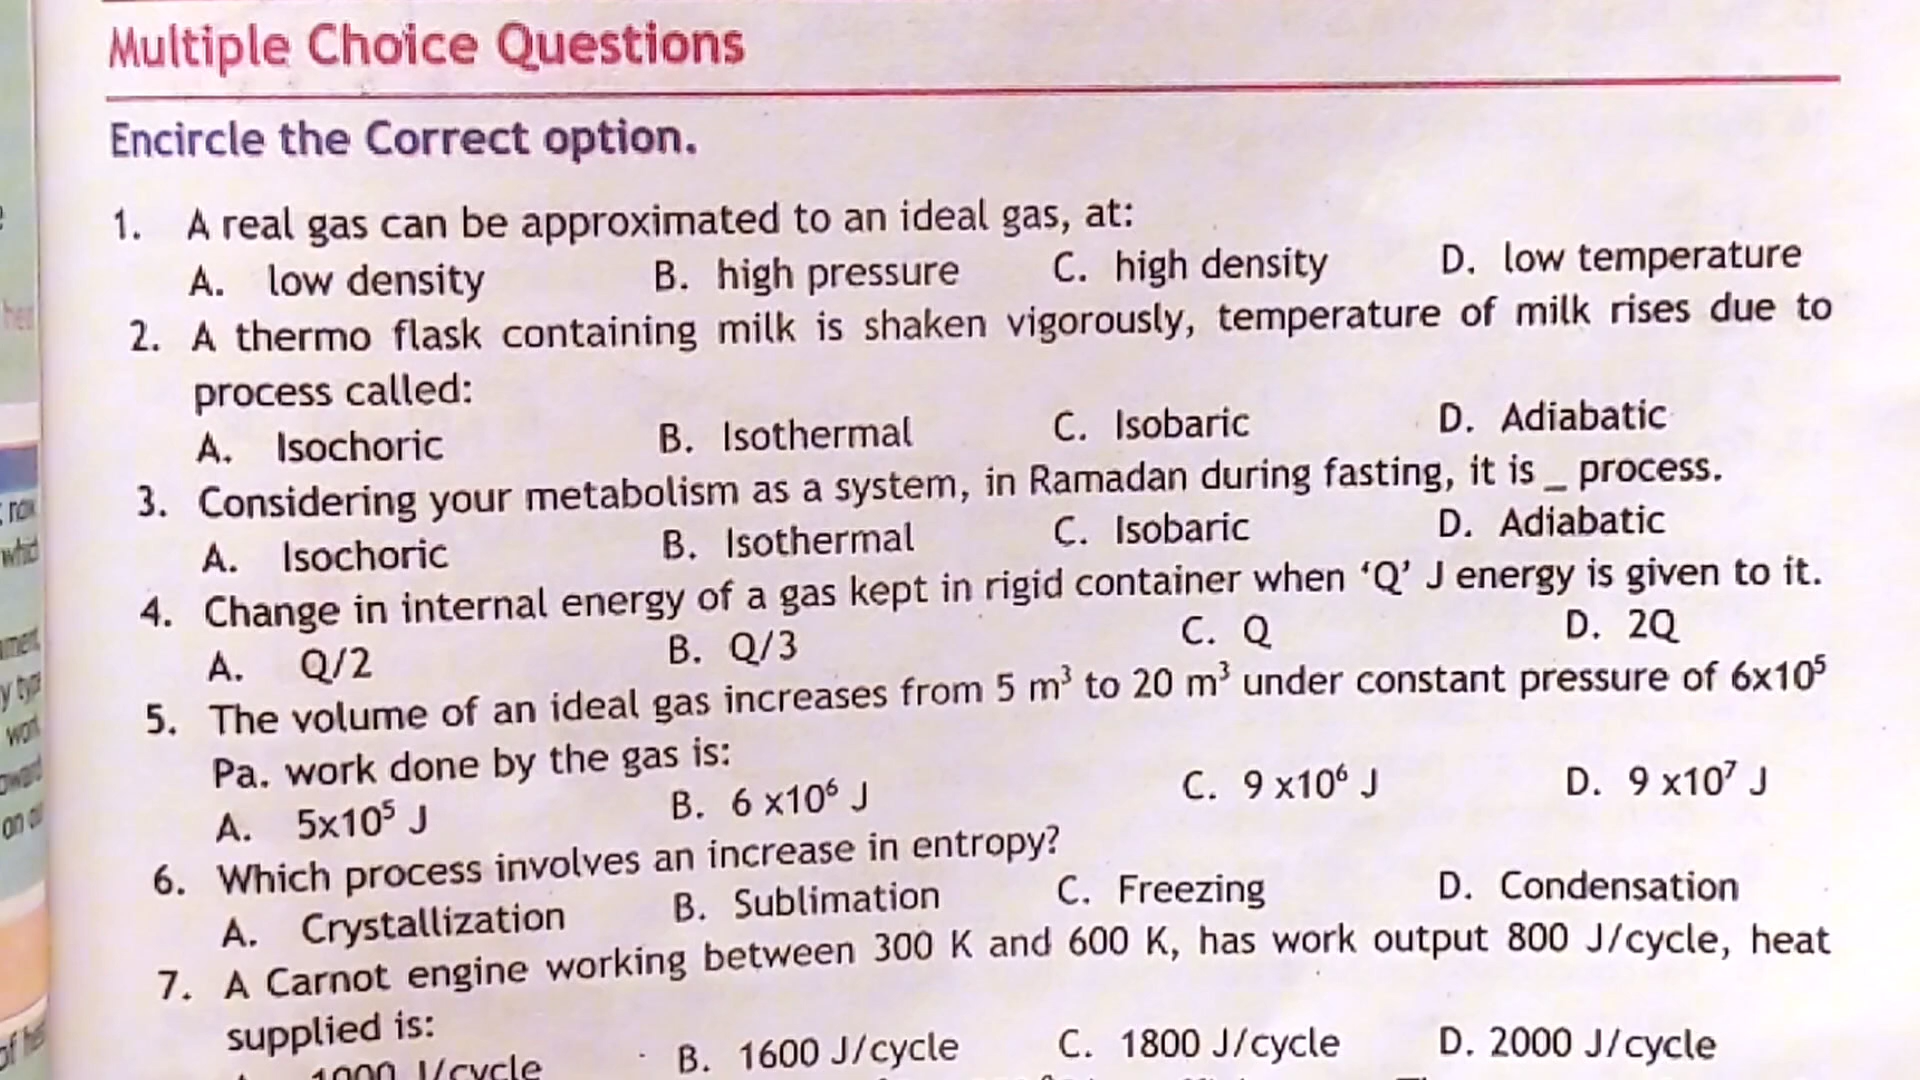 Multiple Choice Questions
Encircle the Correct option.
1. A real gas can be approximated to an ideal gas, at:
A. low density B. high pressure C. high density D. low temperature
2. A thermo flask containing milk is shaken vigorously, temperature of milk rises due to
process called:
A. Isochoric B. Isothermal C. Isobaric D. Adiabatic
3. Considering your metabolism as a system, in Ramadan during fasting, it is _ process.
A. Isochoric B. Isothermal C. Isobaric D. Adiabatic
4. Change in internal energy of a gas kept in rigid container when ‘Q’ J energy is given to it.
A. Q/2 B. Q/3 C. Q D. 2Q
5. The volume of an ideal gas increases from 5 m³ to 20 m³ under constant pressure of 6x10⁵
Pa. work done by the gas is:
A. 5x10⁵ J B. 6 x10⁶ J C. 9 x10⁶ J D. 9 x10⁷ J
6. Which process involves an increase in entropy?
A. Crystallization B. Sublimation C. Freezing D. Condensation
7. A Carnot engine working between 300 K and 600 K, has work output 800 J/cycle, heat
supplied is:
1000 J/cycle B. 1600 J/cycle C. 1800 J/cycle D. 2000 J/cycle